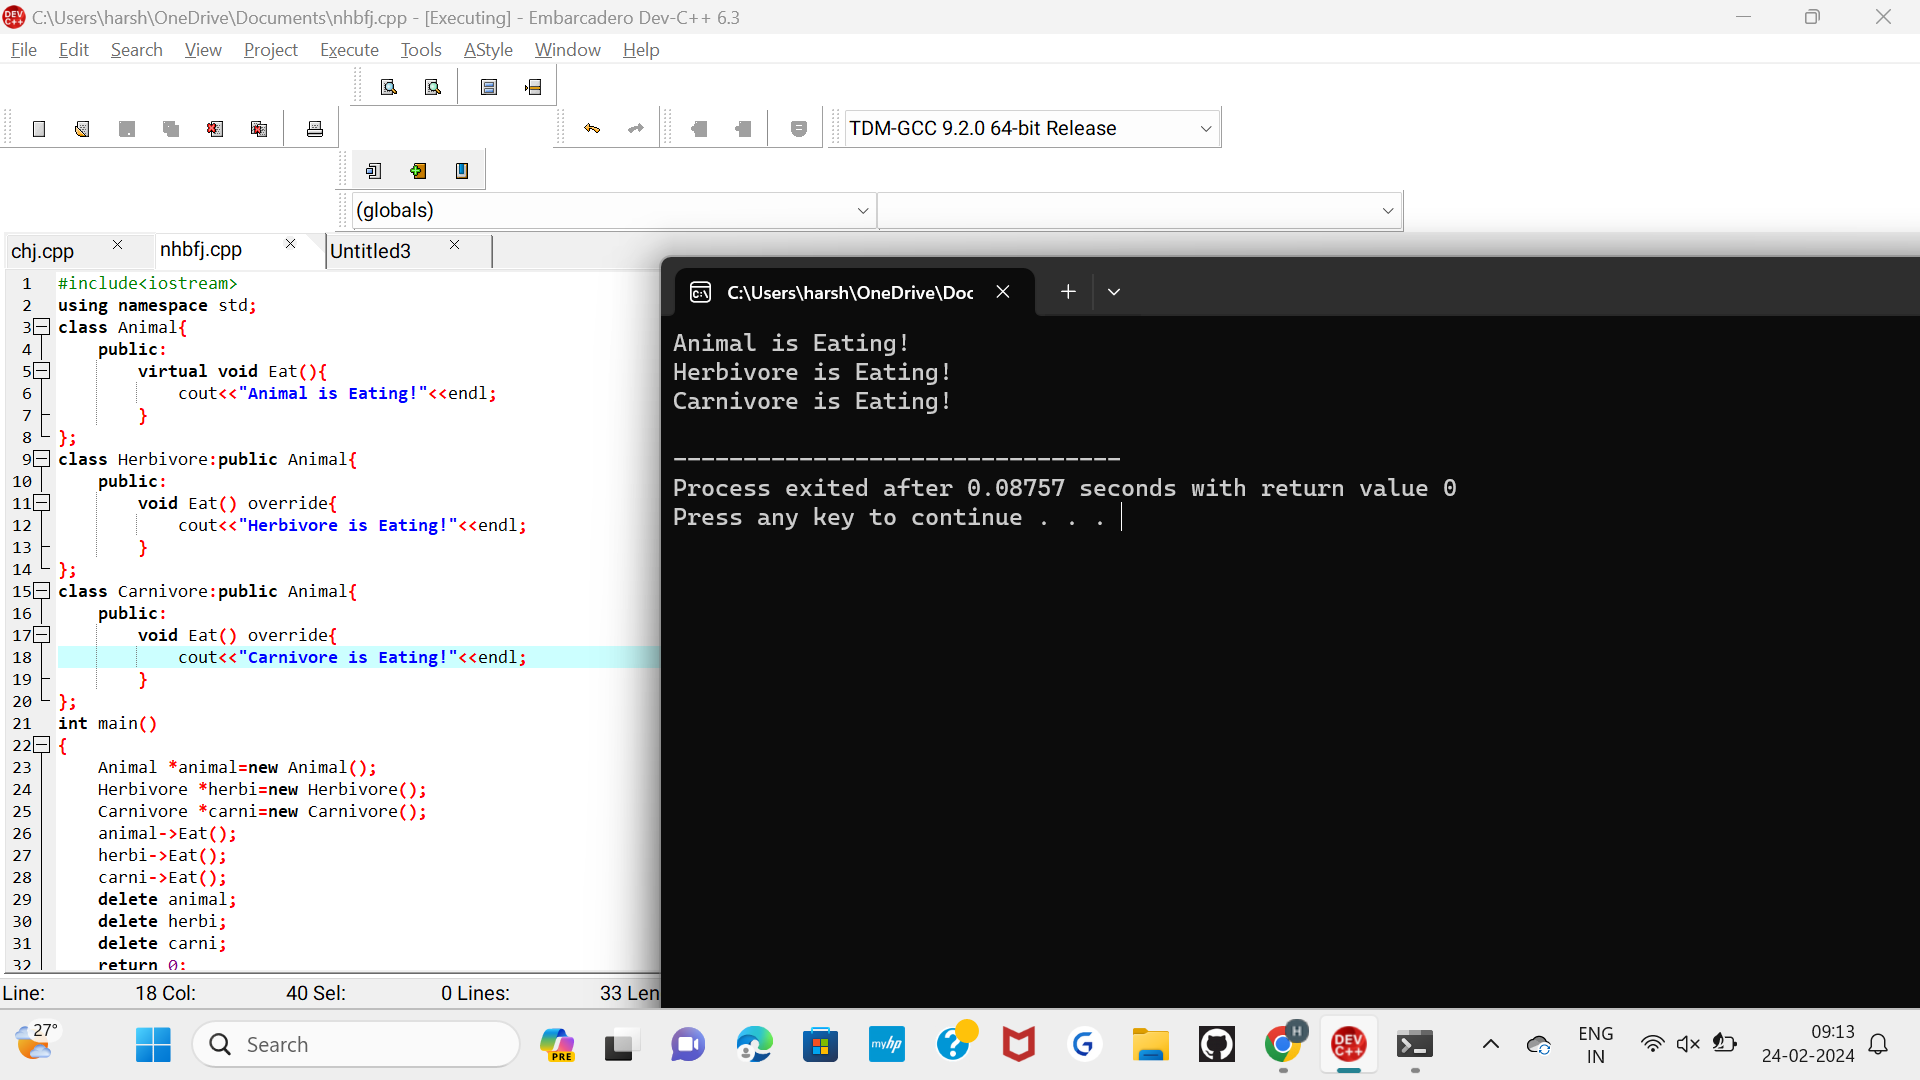 C:\Users\harsh\OneDrive\Documents\nhbfj.cpp - [Executing] - Embarcadero Dev-C++ 6.3
File Edit Search View Project Execute Tools AStyle Window Help
TDM-GCC 9.2.0 64-bit Release
(globals)
chj.cpp nhbfj.cpp Untitled3
1 #include<iostream>
2 using namespace std;
3 class Animal{
4 public:
5 virtual void Eat(){
6 cout<<"Animal is Eating!"<<endl;
7 }
8 };
9 class Herbivore:public Animal{
10 public:
11 void Eat() override{
12 cout<<"Herbivore is Eating!"<<endl;
13 }
14 };
15 class Carnivore:public Animal{
16 public:
17 void Eat() override{
18 cout<<"Carnivore is Eating!"<<endl;
19 }
20 };
21 int main()
22 {
23 Animal *animal=new Animal();
24 Herbivore *herbi=new Herbivore();
25 Carnivore *carni=new Carnivore();
26 animal->Eat();
27 herbi->Eat();
28 carni->Eat();
29 delete animal;
30 delete herbi;
31 delete carni;
32 return 0;
C:\Users\harsh\OneDrive\Doc
Animal is Eating!
Herbivore is Eating!
Carnivore is Eating!
--------------------------------
Process exited after 0.08757 seconds with return value 0
Press any key to continue . . .
Line: 18 Col: 40 Sel: 0 Lines: 33 Len
27°
Search
PRE
myhp
G
H
DEV C++
ENG
IN
09:13
24-02-2024